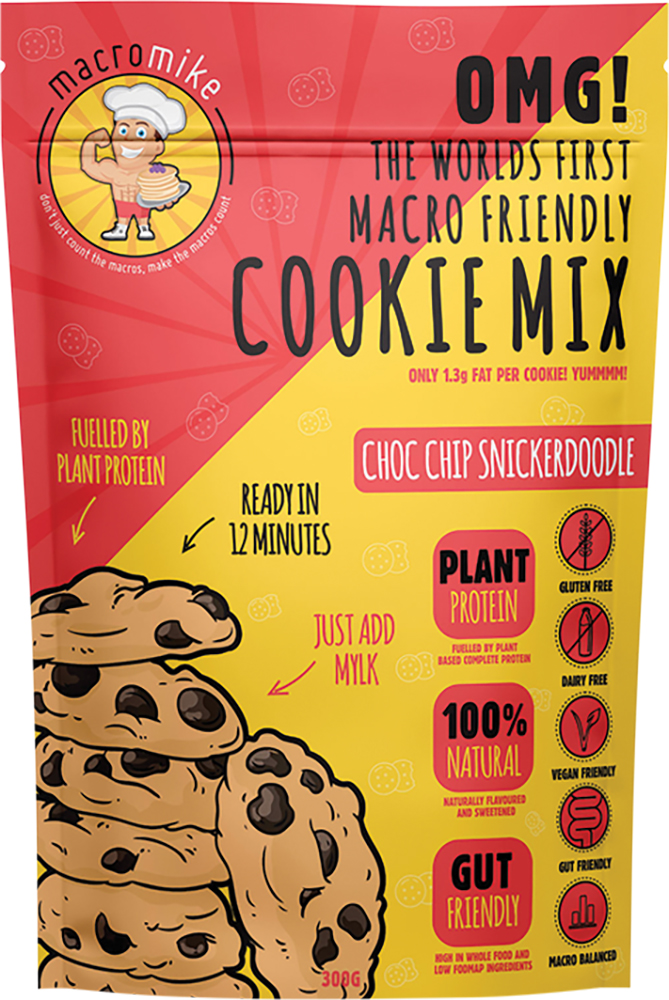 macromike
don't just count the macros, make the macros count
OMG!
THE WORLDS FIRST
MACRO FRIENDLY
COOKIE MIX
ONLY 1.3g FAT PER COOKIE! YUMMMM!
CHOC CHIP SNICKERDOODLE
FUELLED BY
PLANT PROTEIN
READY IN
12 MINUTES
JUST ADD
MYLK
PLANT
PROTEIN
FUELLED BY PLANT
BASED COMPLETE PROTEIN
100%
NATURAL
NATURALLY FLAVOURED
AND SWEETENED
GUT
FRIENDLY
HIGH IN WHOLE FOOD AND
LOW FODMAP INGREDIENTS
GLUTEN FREE
DAIRY FREE
VEGAN FRIENDLY
GUT FRIENDLY
MACRO BALANCED
300G